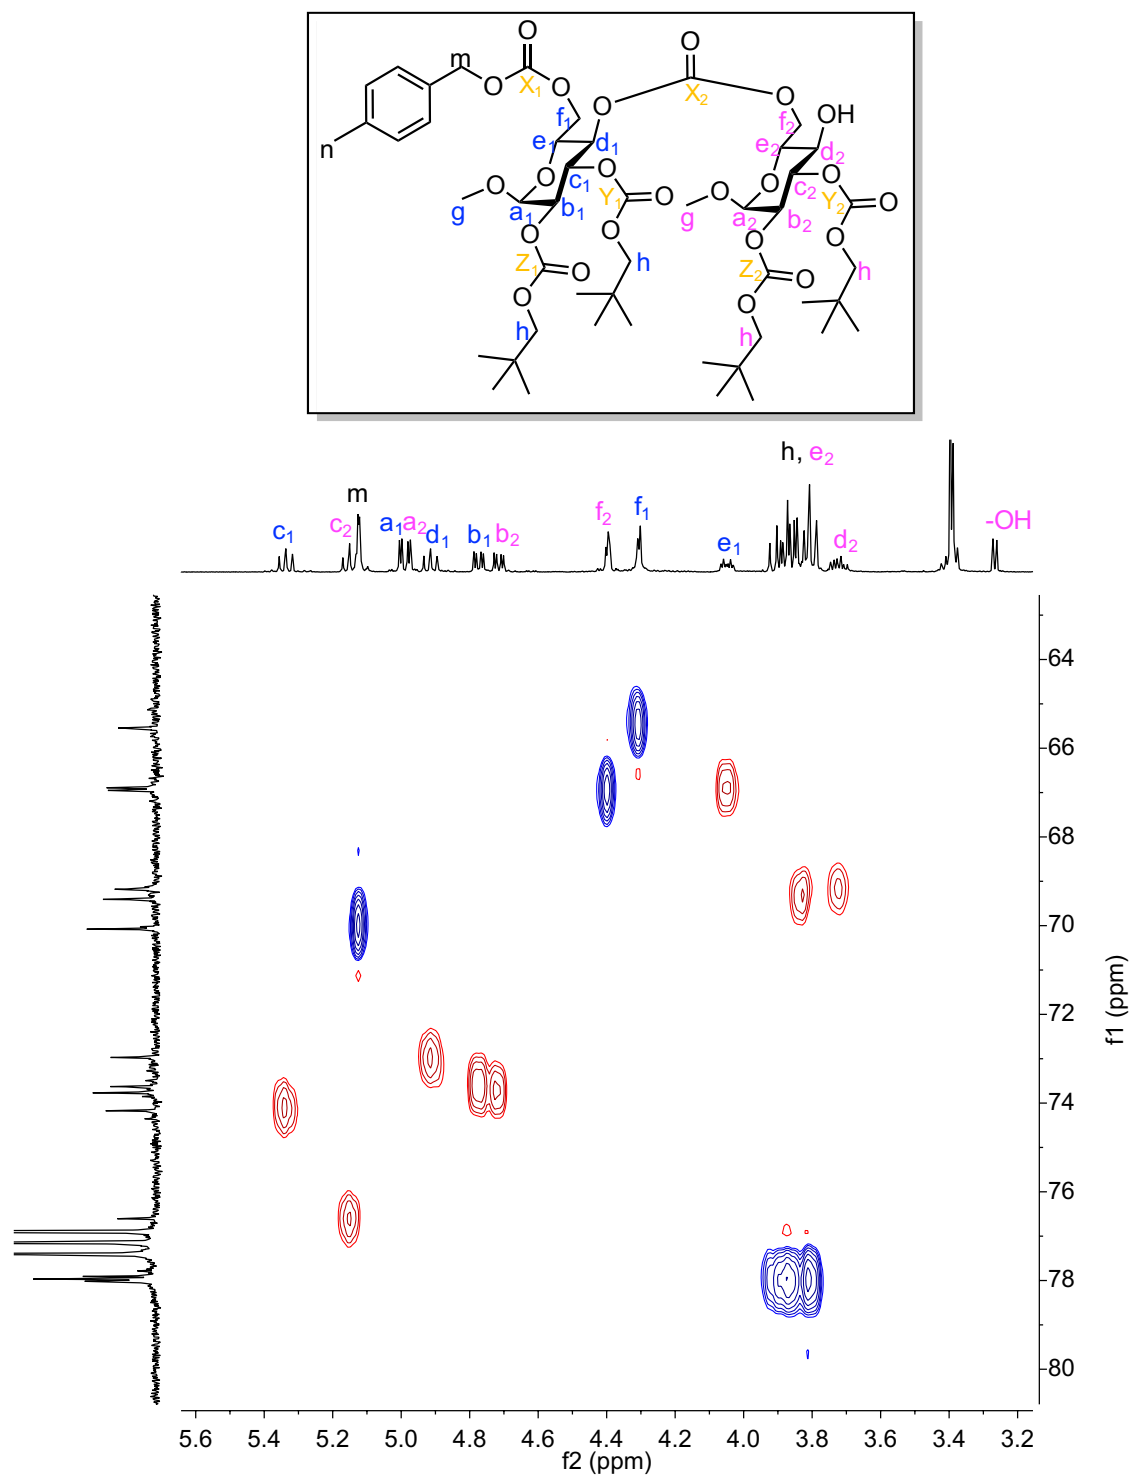 O
m
O
O
X₁
O
X₂
O
O
f₁
O
f₂
OH
n
e₁
d₁
e₂
d₂
O
O
O
c₁
O
O
O
c₂
O
g
a₁
b₁
Y₁
O
g
a₂
b₂
Y₂
O
O
O
O
O
Z₁
O
h
Z₂
O
h
O
O
h
h
h, e₂
m
f₂
f₁
-OH
c₁
c₂
a₁
a₂
d₁
b₁
b₂
e₁
d₂
64
66
68
70
72
74
76
78
80
f1 (ppm)
5.6 5.4 5.2 5.0 4.8 4.6 4.4 4.2 4.0 3.8 3.6 3.4 3.2
f2 (ppm)